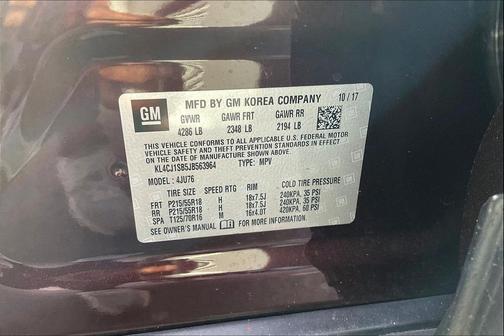 GM
MFD BY GM KOREA COMPANY 10/17
GVWR GAWR FRT GAWR RR
4286 LB 2348 LB 2194 LB
THIS VEHICLE CONFORMS TO ALL APPLICABLE U.S. FEDERAL MOTOR
VEHICLE SAFETY, BUMPER, AND THEFT PREVENTION STANDARDS IN
EFFECT ON THE DATE OF MANUFACTURE SHOWN ABOVE.
KL4CJ1SB5JB563964 TYPE: MPV
MODEL: 4JU76
TIRE SIZE SPEED RTG RIM COLD TIRE PRESSURE
FRT P215/55R18 H 18x7.5J 240KPA, 35 PSI
RR P215/55R18 H 18x7.5J 240KPA, 35 PSI
SPA T125/70R16 M 16x4.0T 420KPA, 60 PSI
SEE OWNER'S MANUAL FOR MORE INFORMATION.